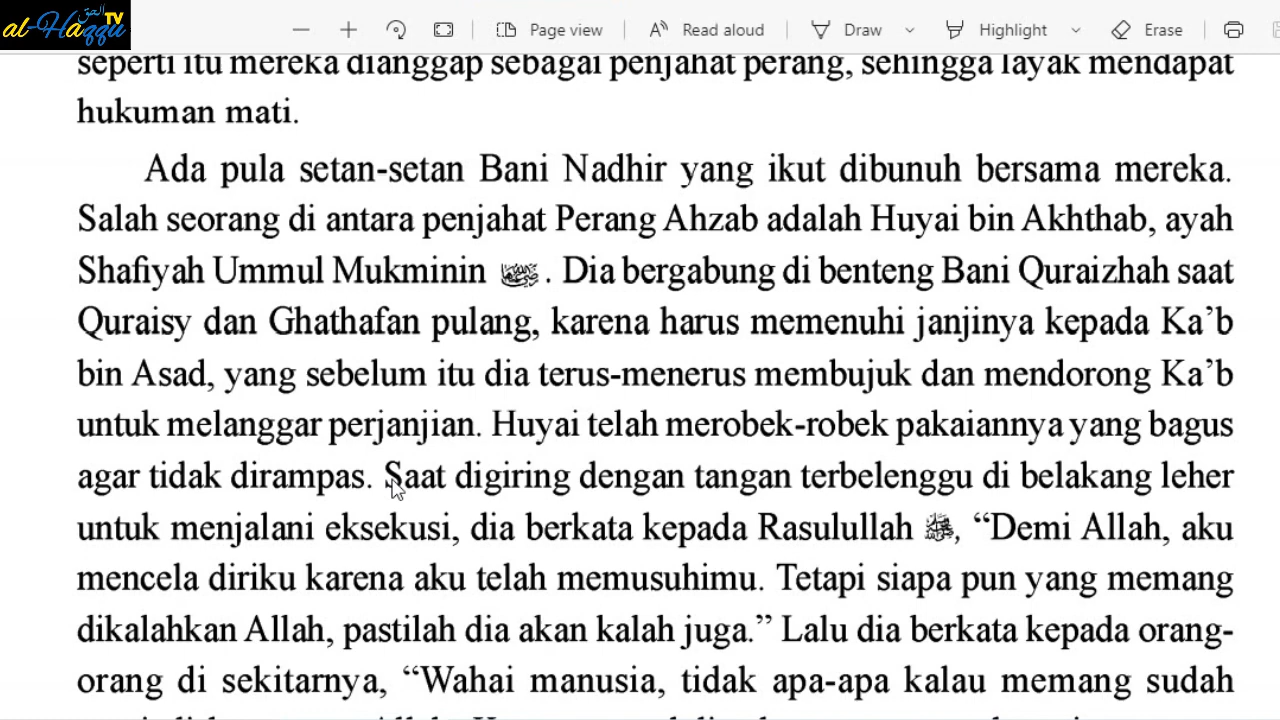 al-Haqqu TV
الحق
Page view
Read aloud
Draw
Highlight
Erase
seperti itu mereka dianggap sebagai penjahat perang, sehingga layak mendapat
hukuman mati.
Ada pula setan-setan Bani Nadhir yang ikut dibunuh bersama mereka.
Salah seorang di antara penjahat Perang Ahzab adalah Huyai bin Akhthab, ayah
Shafiyah Ummul Mukminin . Dia bergabung di benteng Bani Quraizhah saat
Quraisy dan Ghathafan pulang, karena harus memenuhi janjinya kepada Ka’b
bin Asad, yang sebelum itu dia terus-menerus membujuk dan mendorong Ka’b
untuk melanggar perjanjian. Huyai telah merobek-robek pakaiannya yang bagus
agar tidak dirampas. Saat digiring dengan tangan terbelenggu di belakang leher
untuk menjalani eksekusi, dia berkata kepada Rasulullah ﷺ, “Demi Allah, aku
mencela diriku karena aku telah memusuhimu. Tetapi siapa pun yang memang
dikalahkan Allah, pastilah dia akan kalah juga.” Lalu dia berkata kepada orang-
orang di sekitarnya, “Wahai manusia, tidak apa-apa kalau memang sudah